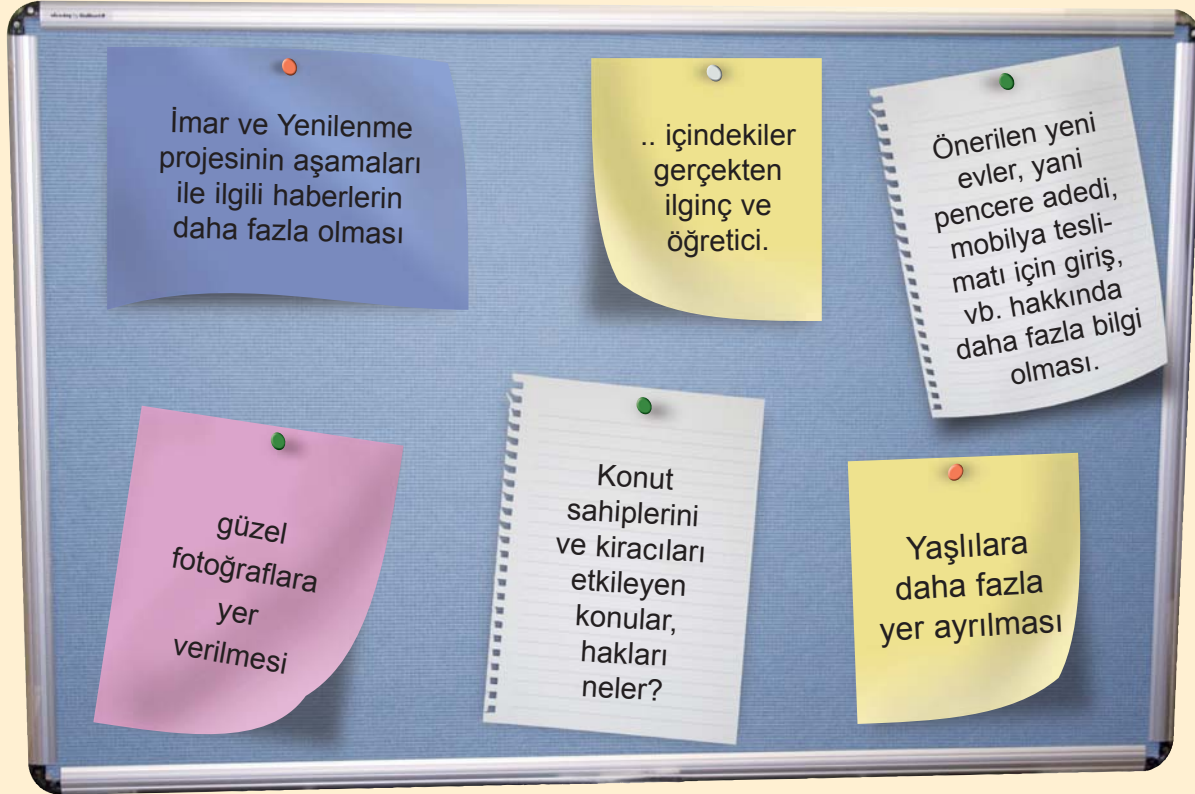 İmar ve Yenilenme
projesinin aşamaları
ile ilgili haberlerin
daha fazla olması
.. içindekiler
gerçekten
ilginç ve
öğretici.
Önerilen yeni
evler, yani
pencere adedi,
mobilya tesli-
matı için giriş,
vb. hakkında
daha fazla bilgi
olması.
güzel
fotoğraflara
yer
verilmesi
Konut
sahiplerini
ve kiracıları
etkileyen
konular,
hakları
neler?
Yaşlılara
daha fazla
yer ayrılması